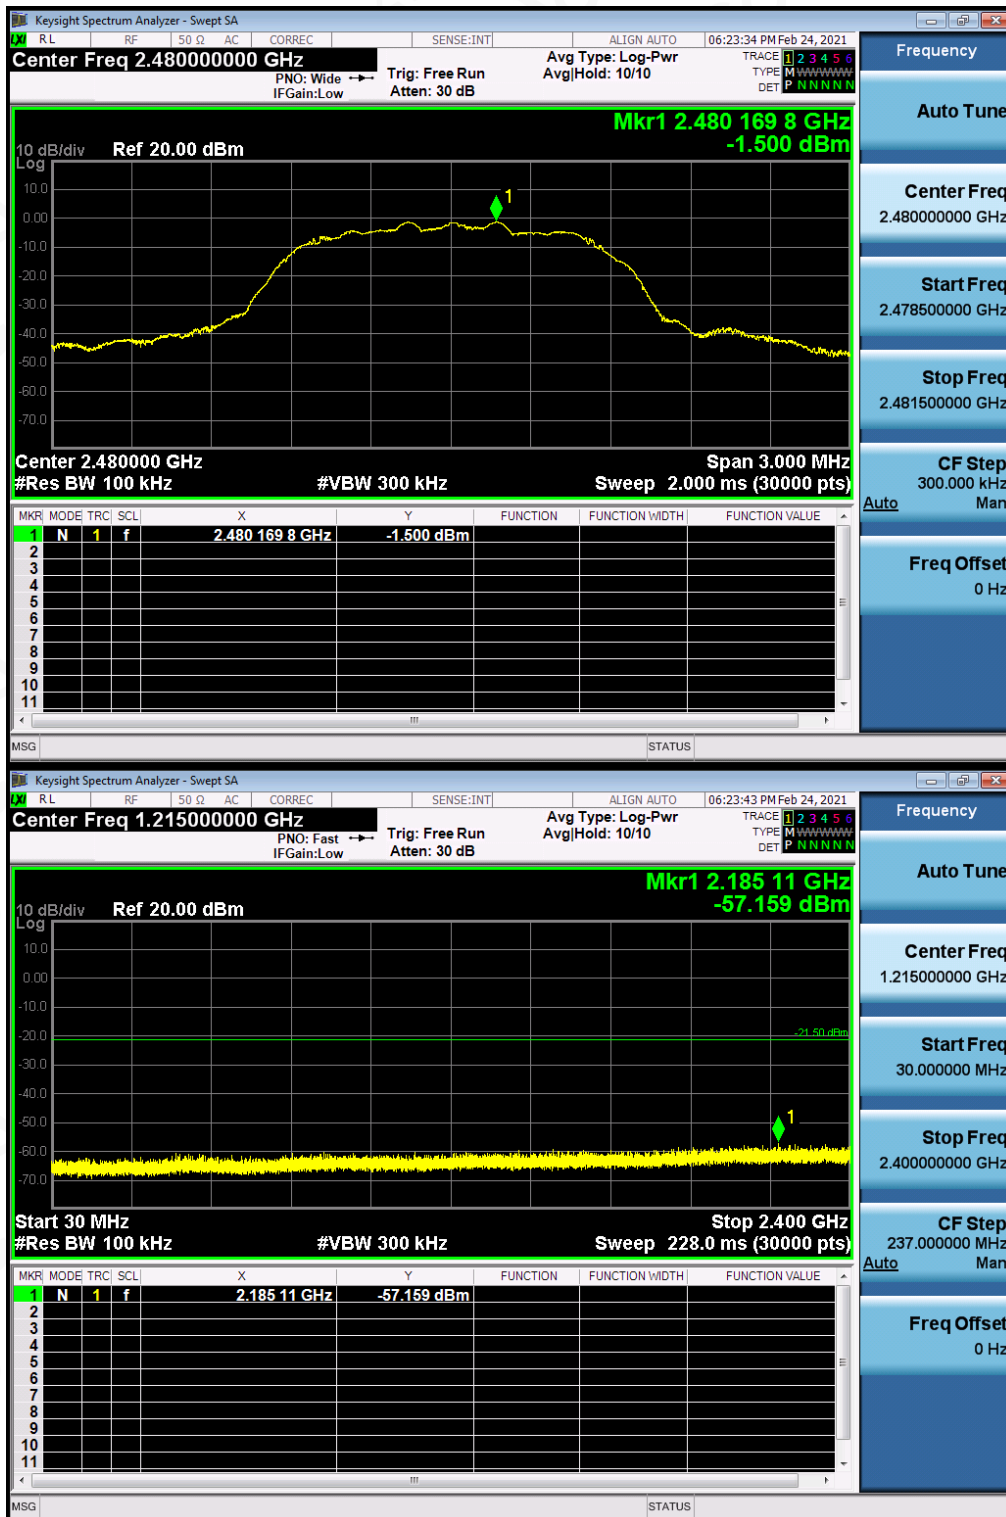 Keysight Spectrum Analyzer - Swept SA
LXI RL RF 50 Ω AC CORREC SENSE:INT ALIGN AUTO 06:23:34 PM Feb 24, 2021
Center Freq 2.480000000 GHz
PNO: Wide
IFGain:Low
Trig: Free Run
Atten: 30 dB
Avg Type: Log-Pwr
Avg|Hold: 10/10
TRACE 1 2 3 4 5 6
TYPE M WWWWW
DET P N N N N N
Mkr1 2.480 169 8 GHz
-1.500 dBm
10 dB/div Ref 20.00 dBm
Log
10.0
0.00
-10.0
-20.0
-30.0
-40.0
-50.0
-60.0
-70.0
1
Center 2.480000 GHz Span 3.000 MHz
#Res BW 100 kHz #VBW 300 kHz Sweep 2.000 ms (30000 pts)
MKR MODE TRC SCL X Y FUNCTION FUNCTION WIDTH FUNCTION VALUE
1 N 1 f 2.480 169 8 GHz -1.500 dBm
2
3
4
5
6
7
8
9
10
11
MSG STATUS
Frequency
Auto Tune
Center Freq
2.480000000 GHz
Start Freq
2.478500000 GHz
Stop Freq
2.481500000 GHz
CF Step
300.000 kHz
Auto Man
Freq Offset
0 Hz
Keysight Spectrum Analyzer - Swept SA
LXI RL RF 50 Ω AC CORREC SENSE:INT ALIGN AUTO 06:23:43 PM Feb 24, 2021
Center Freq 1.215000000 GHz
PNO: Fast
IFGain:Low
Trig: Free Run
Atten: 30 dB
Avg Type: Log-Pwr
Avg|Hold: 10/10
TRACE 1 2 3 4 5 6
TYPE M WWWWW
DET P N N N N N
Mkr1 2.185 11 GHz
-57.159 dBm
10 dB/div Ref 20.00 dBm
Log
10.0
0.00
-10.0
-20.0
-30.0
-40.0
-50.0
-60.0
-70.0
-21.50 dBm
1
Start 30 MHz Stop 2.400 GHz
#Res BW 100 kHz #VBW 300 kHz Sweep 228.0 ms (30000 pts)
MKR MODE TRC SCL X Y FUNCTION FUNCTION WIDTH FUNCTION VALUE
1 N 1 f 2.185 11 GHz -57.159 dBm
2
3
4
5
6
7
8
9
10
11
MSG STATUS
Frequency
Auto Tune
Center Freq
1.215000000 GHz
Start Freq
30.000000 MHz
Stop Freq
2.400000000 GHz
CF Step
237.000000 MHz
Auto Man
Freq Offset
0 Hz